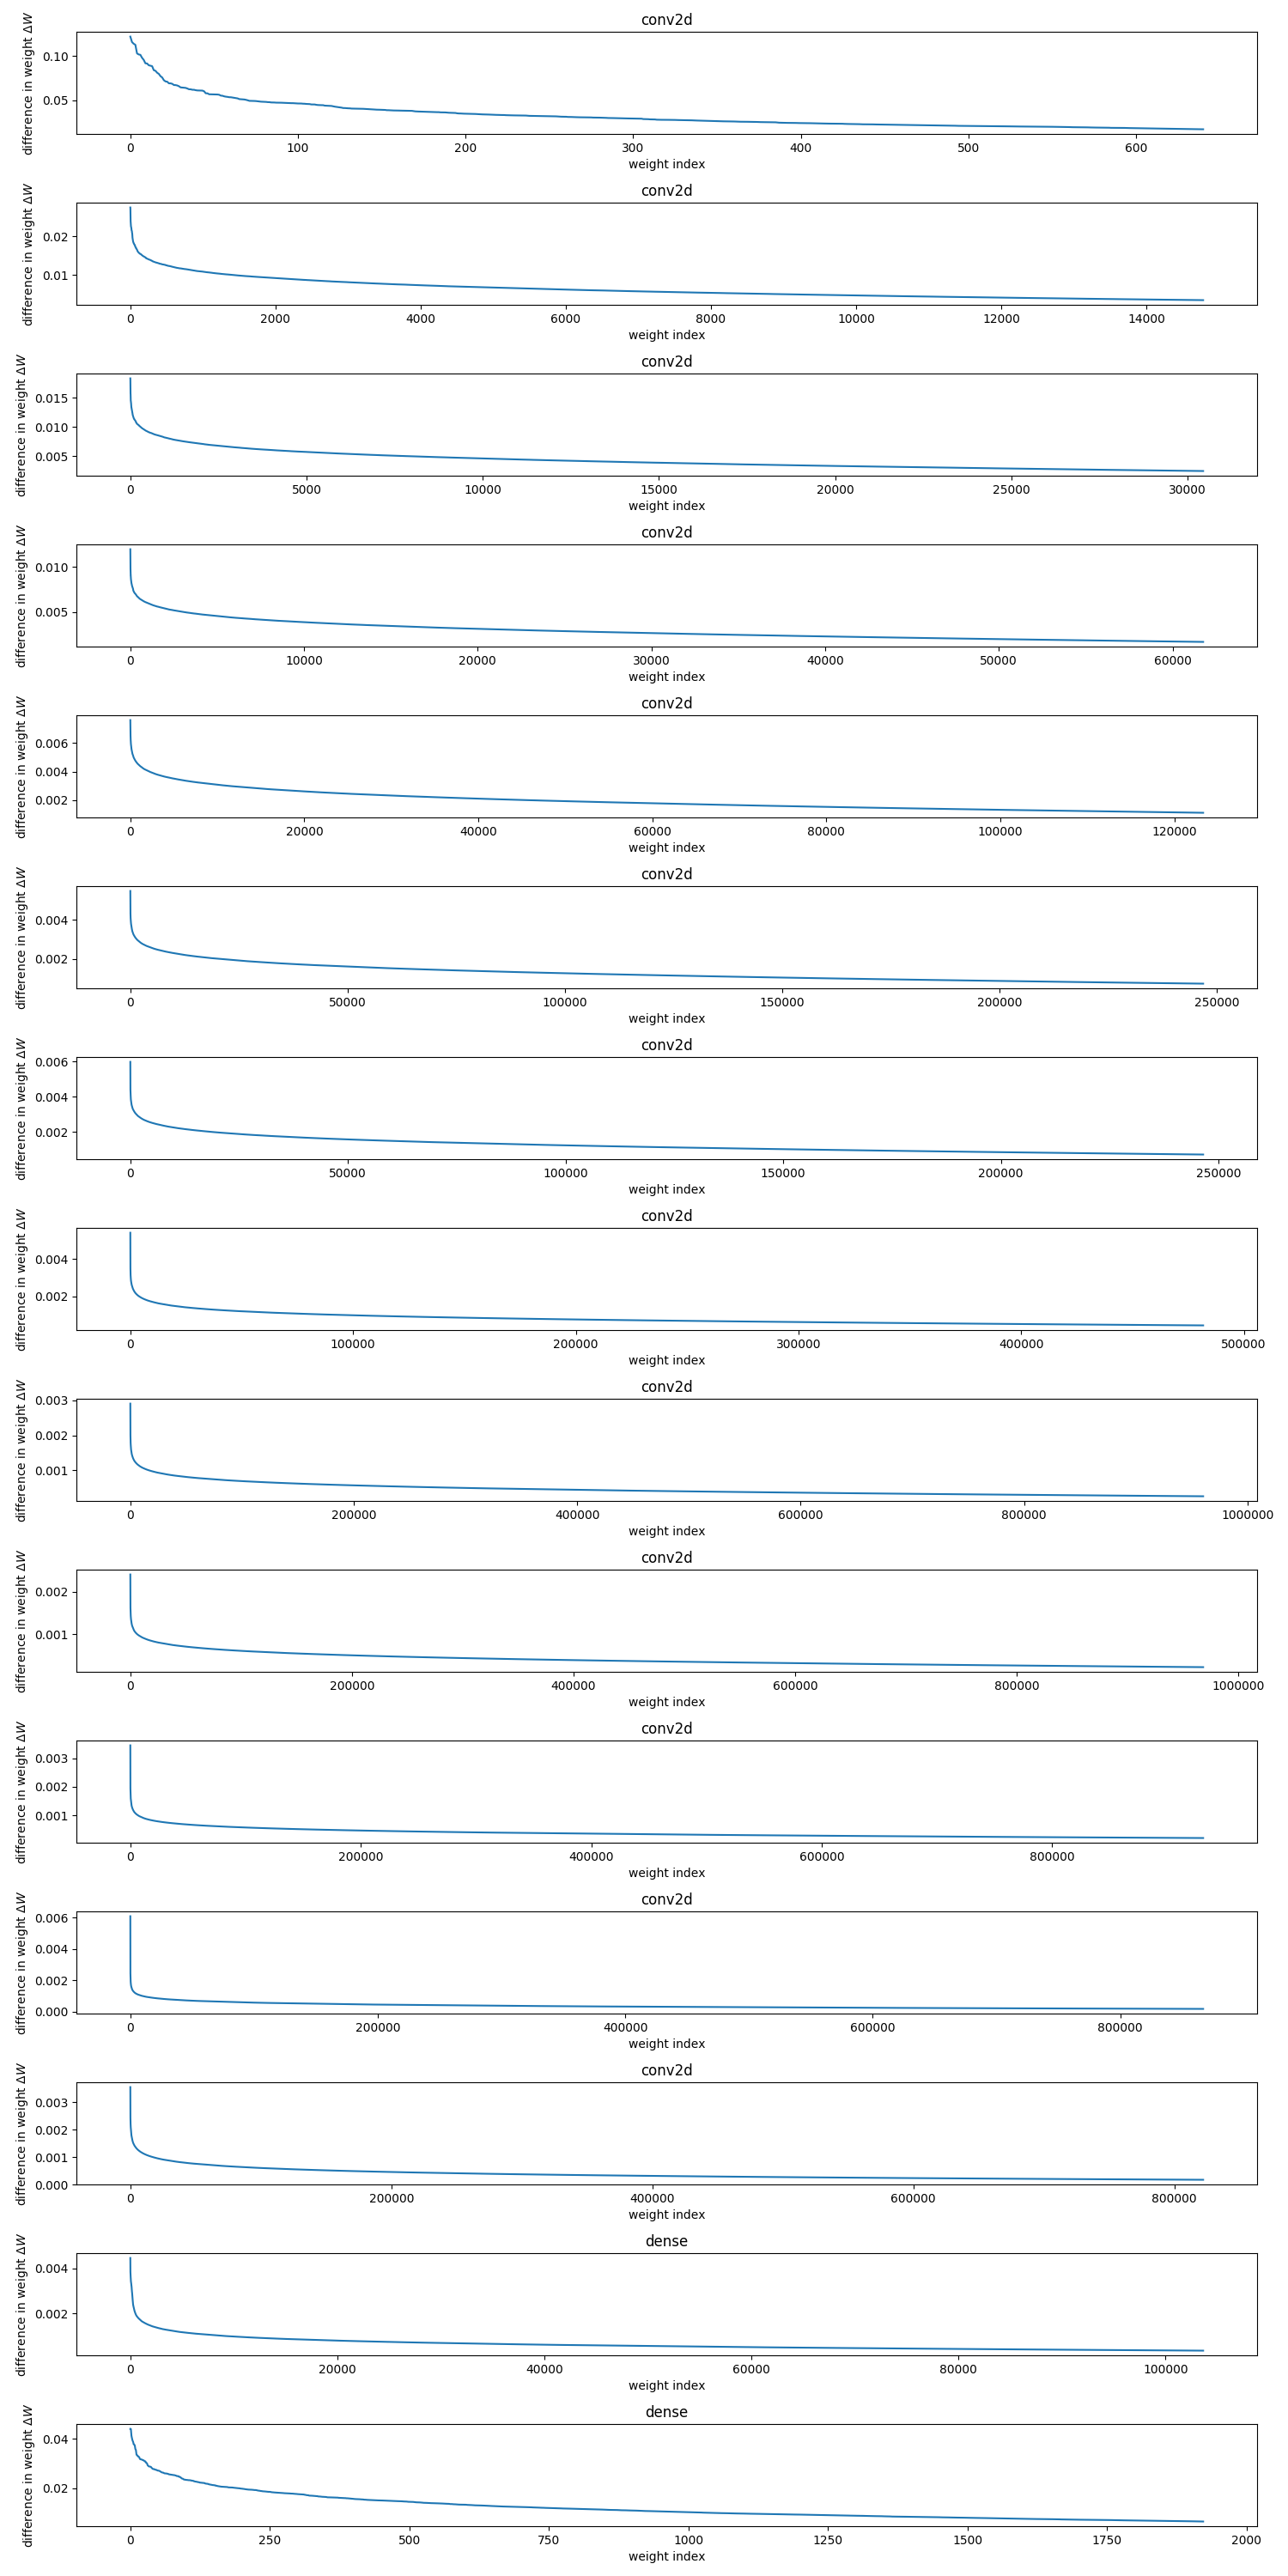 conv2d
difference in weight ΔW
0.10
0.05
0 100 200 300 400 500 600
weight index
conv2d
difference in weight ΔW
0.02
0.01
0 2000 4000 6000 8000 10000 12000 14000
weight index
conv2d
difference in weight ΔW
0.015
0.010
0.005
0 5000 10000 15000 20000 25000 30000
weight index
conv2d
difference in weight ΔW
0.010
0.005
0 10000 20000 30000 40000 50000 60000
weight index
conv2d
difference in weight ΔW
0.006
0.004
0.002
0 20000 40000 60000 80000 100000 120000
weight index
conv2d
difference in weight ΔW
0.004
0.002
0 50000 100000 150000 200000 250000
weight index
conv2d
difference in weight ΔW
0.006
0.004
0.002
0 50000 100000 150000 200000 250000
weight index
conv2d
difference in weight ΔW
0.004
0.002
0 100000 200000 300000 400000 500000
weight index
conv2d
difference in weight ΔW
0.003
0.002
0.001
0 200000 400000 600000 800000 1000000
weight index
conv2d
difference in weight ΔW
0.002
0.001
0 200000 400000 600000 800000 1000000
weight index
conv2d
difference in weight ΔW
0.003
0.002
0.001
0 200000 400000 600000 800000
weight index
conv2d
difference in weight ΔW
0.006
0.004
0.002
0.000
0 200000 400000 600000 800000
weight index
conv2d
difference in weight ΔW
0.003
0.002
0.001
0.000
0 200000 400000 600000 800000
weight index
dense
difference in weight ΔW
0.004
0.002
0 20000 40000 60000 80000 100000
weight index
dense
difference in weight ΔW
0.04
0.02
0 250 500 750 1000 1250 1500 1750 2000
weight index